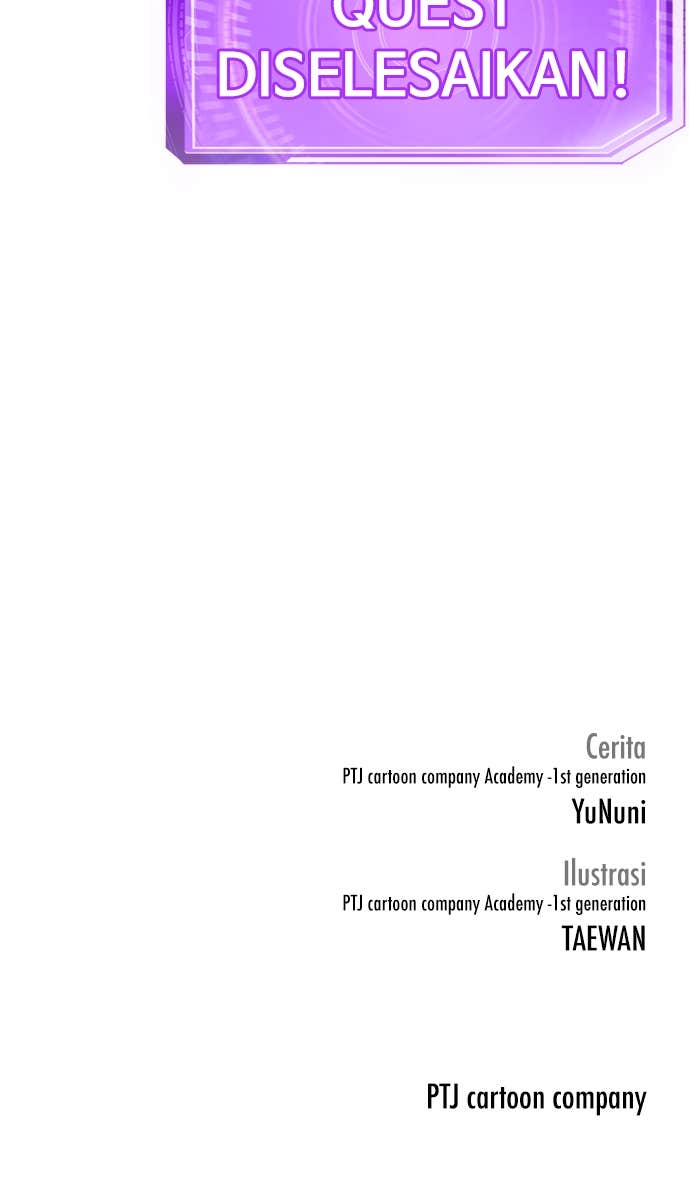 QUEST
DISELESAIKAN!
Cerita
PTJ cartoon company Academy -1st generation
YuNuni
Ilustrasi
PTJ cartoon company Academy -1st generation
TAEWAN
PTJ cartoon company